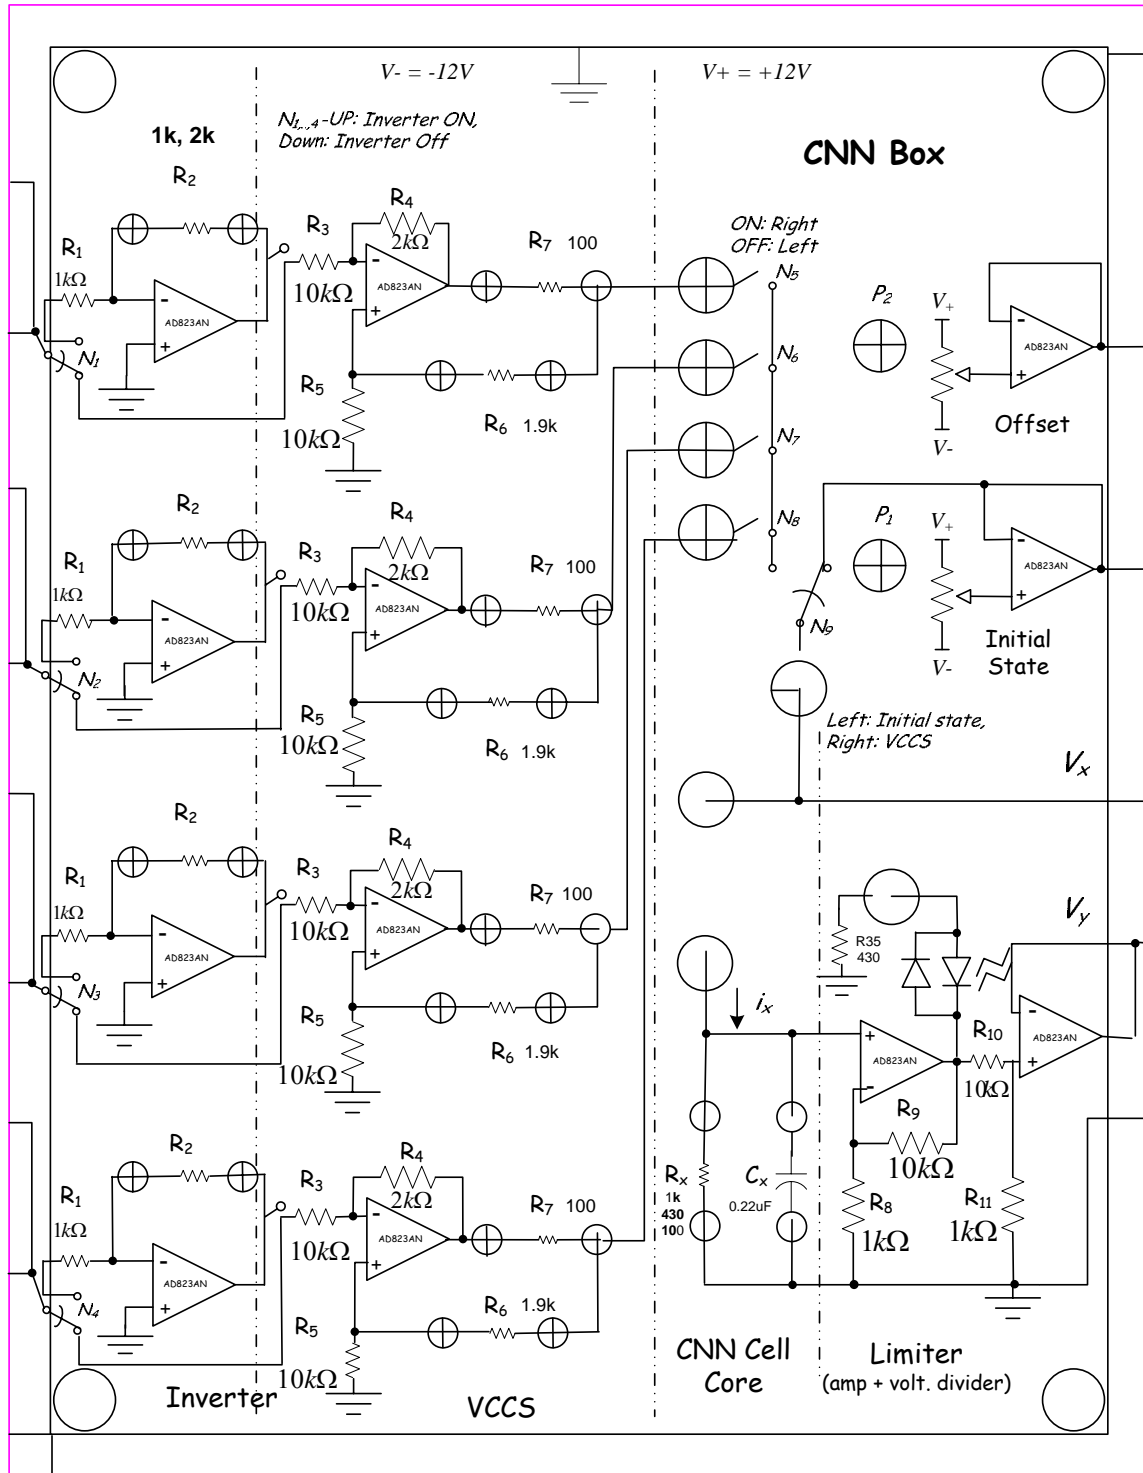 V- = -12V
V+ = +12V
N1,..,4-UP: Inverter ON,
Down: Inverter Off
1k, 2k
CNN Box
R2
R1
1kΩ
AD823AN
N1
R3
10kΩ
R4
2kΩ
AD823AN
R7 100
R5
10kΩ
R6 1.9k
ON: Right
OFF: Left
N5
N6
N7
N8
P2
V+
V-
AD823AN
Offset
R2
R1
1kΩ
AD823AN
N2
R3
10kΩ
R4
2kΩ
AD823AN
R7 100
R5
10kΩ
R6 1.9k
P1
V+
V-
AD823AN
Initial
State
N9
Left: Initial state,
Right: VCCS
Vx
R2
R1
1kΩ
AD823AN
N3
R3
10kΩ
R4
2kΩ
AD823AN
R7 100
R5
10kΩ
R6 1.9k
Vy
R35
430
ix
AD823AN
R10
10kΩ
AD823AN
R9
10kΩ
R8
1kΩ
R11
1kΩ
Rx
1k
430
100
Cx
0.22uF
R2
R1
1kΩ
AD823AN
N4
R3
10kΩ
R4
2kΩ
AD823AN
R7 100
R5
10kΩ
R6 1.9k
Inverter
VCCS
CNN Cell
Core
Limiter
(amp + volt. divider)